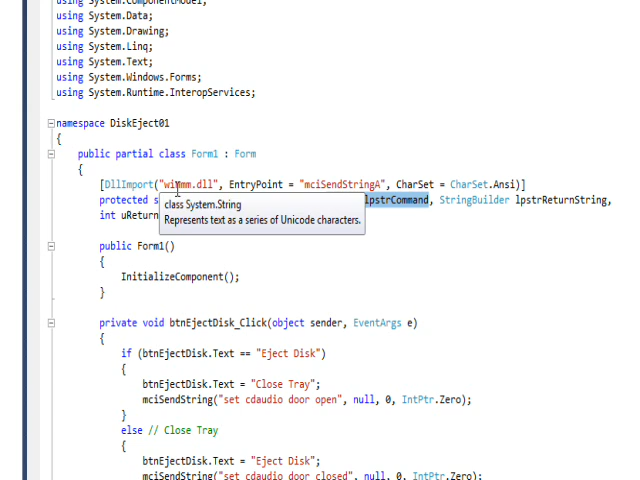 using System.ComponentModel;
using System.Data;
using System.Drawing;
using System.Linq;
using System.Text;
using System.Windows.Forms;
using System.Runtime.InteropServices;
namespace DiskEject01
{
public partial class Form1 : Form
{
[DllImport("winmm.dll", EntryPoint = "mciSendStringA", CharSet = CharSet.Ansi)]
protected s lpstrCommand, StringBuilder lpstrReturnString,
class System.String
int uReturn
Represents text as a series of Unicode characters.
public Form1()
{
InitializeComponent();
}
private void btnEjectDisk_Click(object sender, EventArgs e)
{
if (btnEjectDisk.Text == "Eject Disk")
{
btnEjectDisk.Text = "Close Tray";
mciSendString("set cdaudio door open", null, 0, IntPtr.Zero);
}
else // Close Tray
{
btnEjectDisk.Text = "Eject Disk";
mciSendString("set cdaudio door closed", null, 0, IntPtr.Zero);